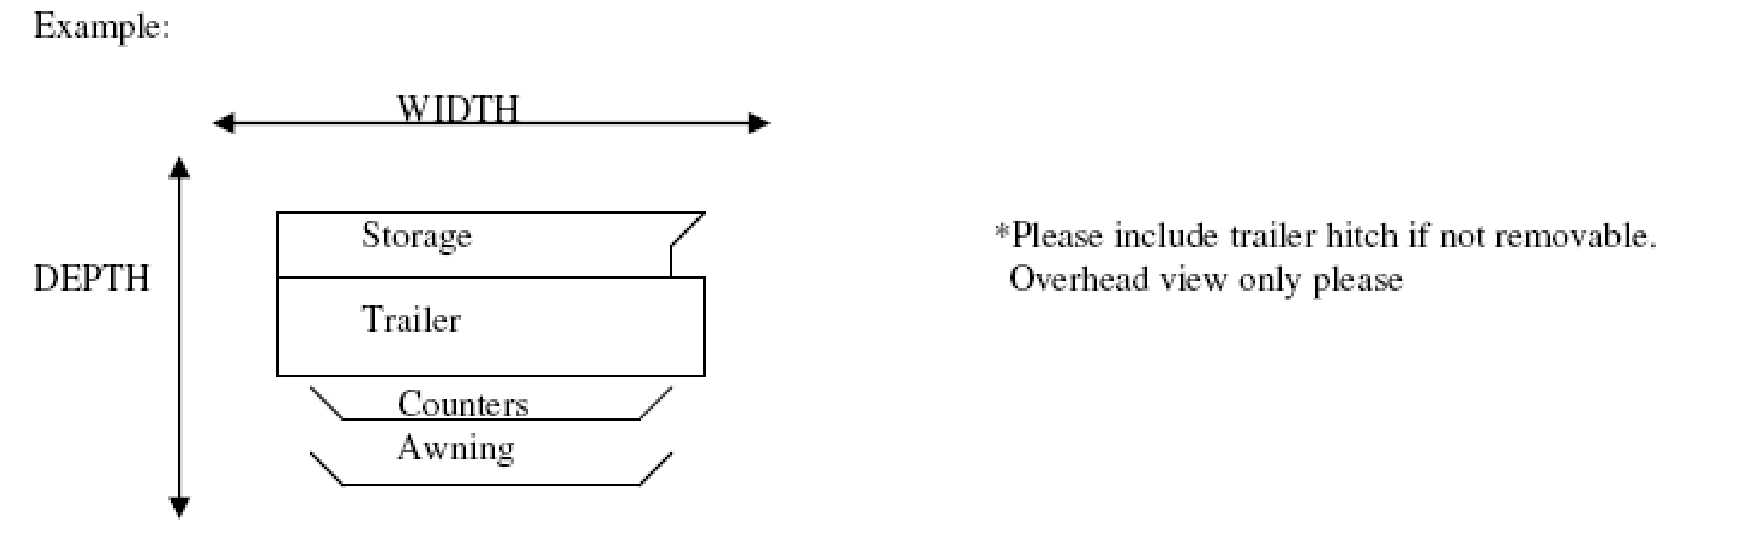 Example:
WIDTH
Storage
*Please include trailer hitch if not removable.
DEPTH
Overhead view only please
Trailer
Counters
Awning